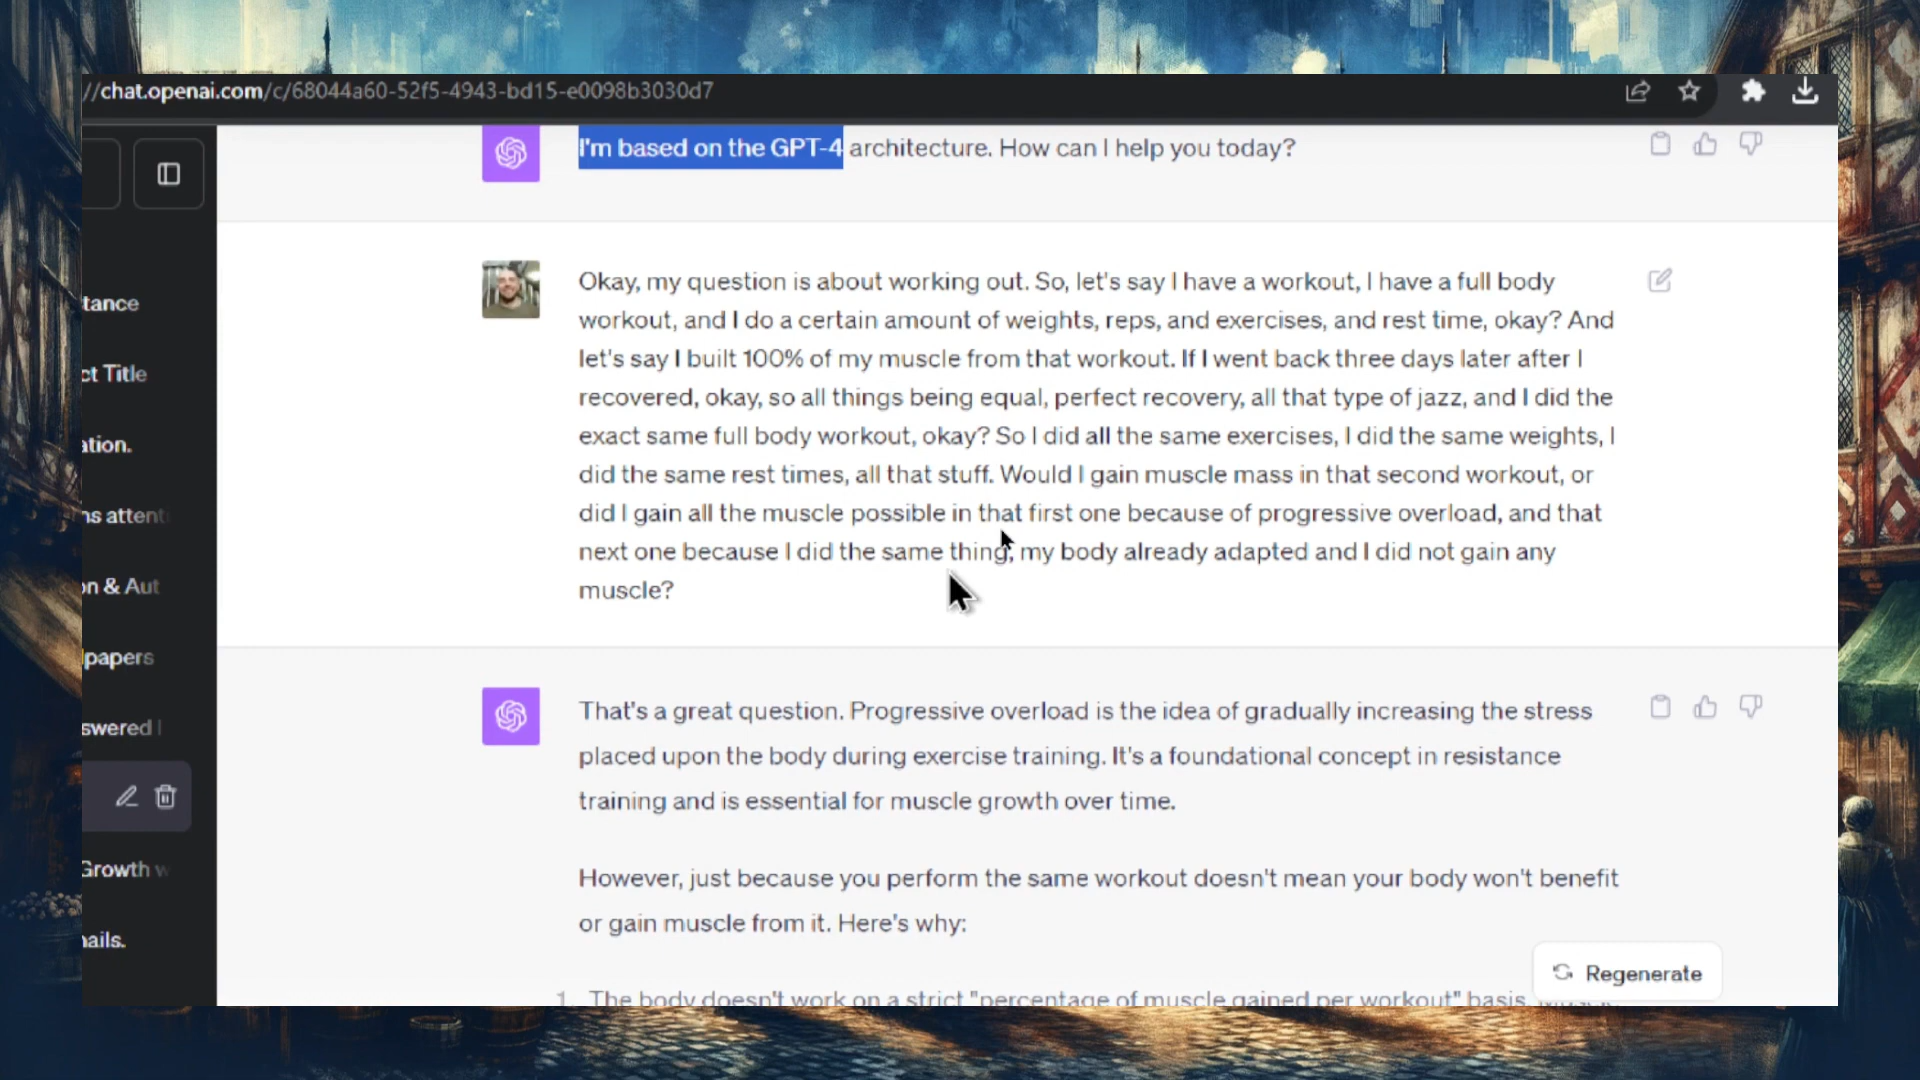 //chat.openai.com/c/68044a60-52f5-4943-bd15-e0098b3030d7
I'm based on the GPT-4 architecture. How can I help you today?
tance
ct Title
ation.
ns attenti
on & Aut
lpapers
swered I
Growth w
nails.
Okay, my question is about working out. So, let's say I have a workout, I have a full body
workout, and I do a certain amount of weights, reps, and exercises, and rest time, okay? And
let's say I built 100% of my muscle from that workout. If I went back three days later after I
recovered, okay, so all things being equal, perfect recovery, all that type of jazz, and I did the
exact same full body workout, okay? So I did all the same exercises, I did the same weights, I
did the same rest times, all that stuff. Would I gain muscle mass in that second workout, or
did I gain all the muscle possible in that first one because of progressive overload, and that
next one because I did the same thing, my body already adapted and I did not gain any
muscle?
That's a great question. Progressive overload is the idea of gradually increasing the stress
placed upon the body during exercise training. It's a foundational concept in resistance
training and is essential for muscle growth over time.
However, just because you perform the same workout doesn't mean your body won't benefit
or gain muscle from it. Here's why:
1. The body doesn't work on a strict "percentage of muscle gained per workout" basis.
Regenerate